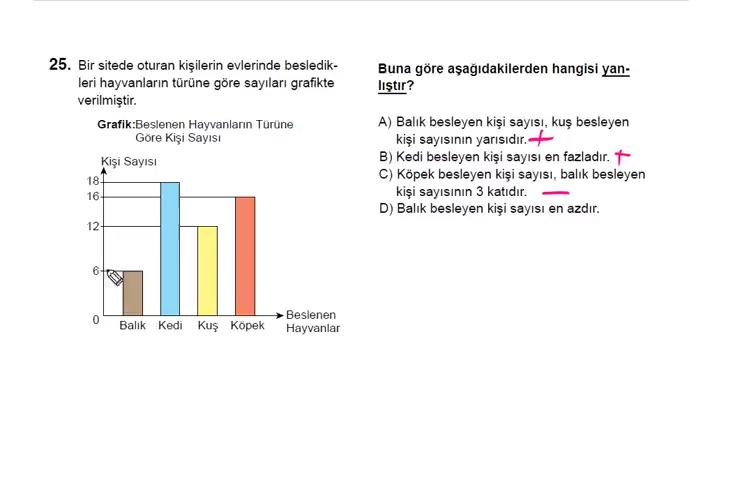 25. Bir sitede oturan kişilerin evlerinde besledik-
leri hayvanların türüne göre sayıları grafikte
verilmiştir.
Grafik:Beslenen Hayvanların Türüne
Göre Kişi Sayısı
Kişi Sayısı
18
16
12
6
0
Balık Kedi Kuş Köpek
Beslenen
Hayvanlar
Buna göre aşağıdakilerden hangisi yan-
lıştır?
A) Balık besleyen kişi sayısı, kuş besleyen
kişi sayısının yarısıdır.
B) Kedi besleyen kişi sayısı en fazladır.
C) Köpek besleyen kişi sayısı, balık besleyen
kişi sayısının 3 katıdır.
D) Balık besleyen kişi sayısı en azdır.